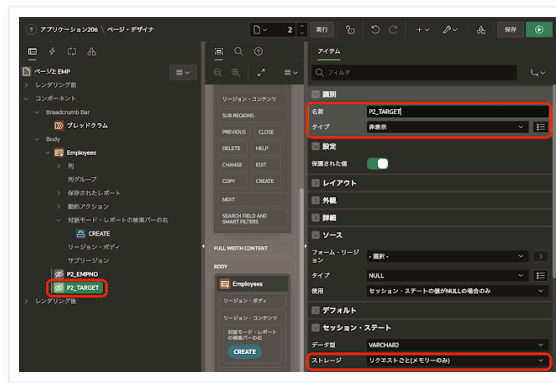 アプリケーション206 \ ページ・デザイナ
2
実行
保存
ページ2: EMP
レンダリング前
コンポーネント
Breadcrumb Bar
ブレッドクラム
Body
Employees
列
列グループ
保存されたレポート
動的アクション
対話モード・レポートの検索バーの右
CREATE
リージョン・ボディ
サブリージョン
P2_EMPNO
P2_TARGET
レンダリング後
リージョン・コンテンツ
SUB REGIONS
PREVIOUS
CLOSE
DELETE
HELP
CHANGE
EDIT
COPY
CREATE
NEXT
SEARCH FIELD AND
SMART FILTERS
FULL WIDTH CONTENT
BODY
Employees
リージョン・ボディ
リージョン・コンテンツ
対話モード・レポート
の検索バーの右
CREATE
アイテム
フィルタ
識別
名前
P2_TARGET
タイプ
非表示
設定
保護された値
レイアウト
外観
詳細
ソース
フォーム・リージ
ョン
- 選択 -
タイプ
NULL
使用
セッション・ステートの値がNULLの場合のみ
デフォルト
セッション・ステート
データ型
VARCHAR2
ストレージ
リクエストごと(メモリーのみ)